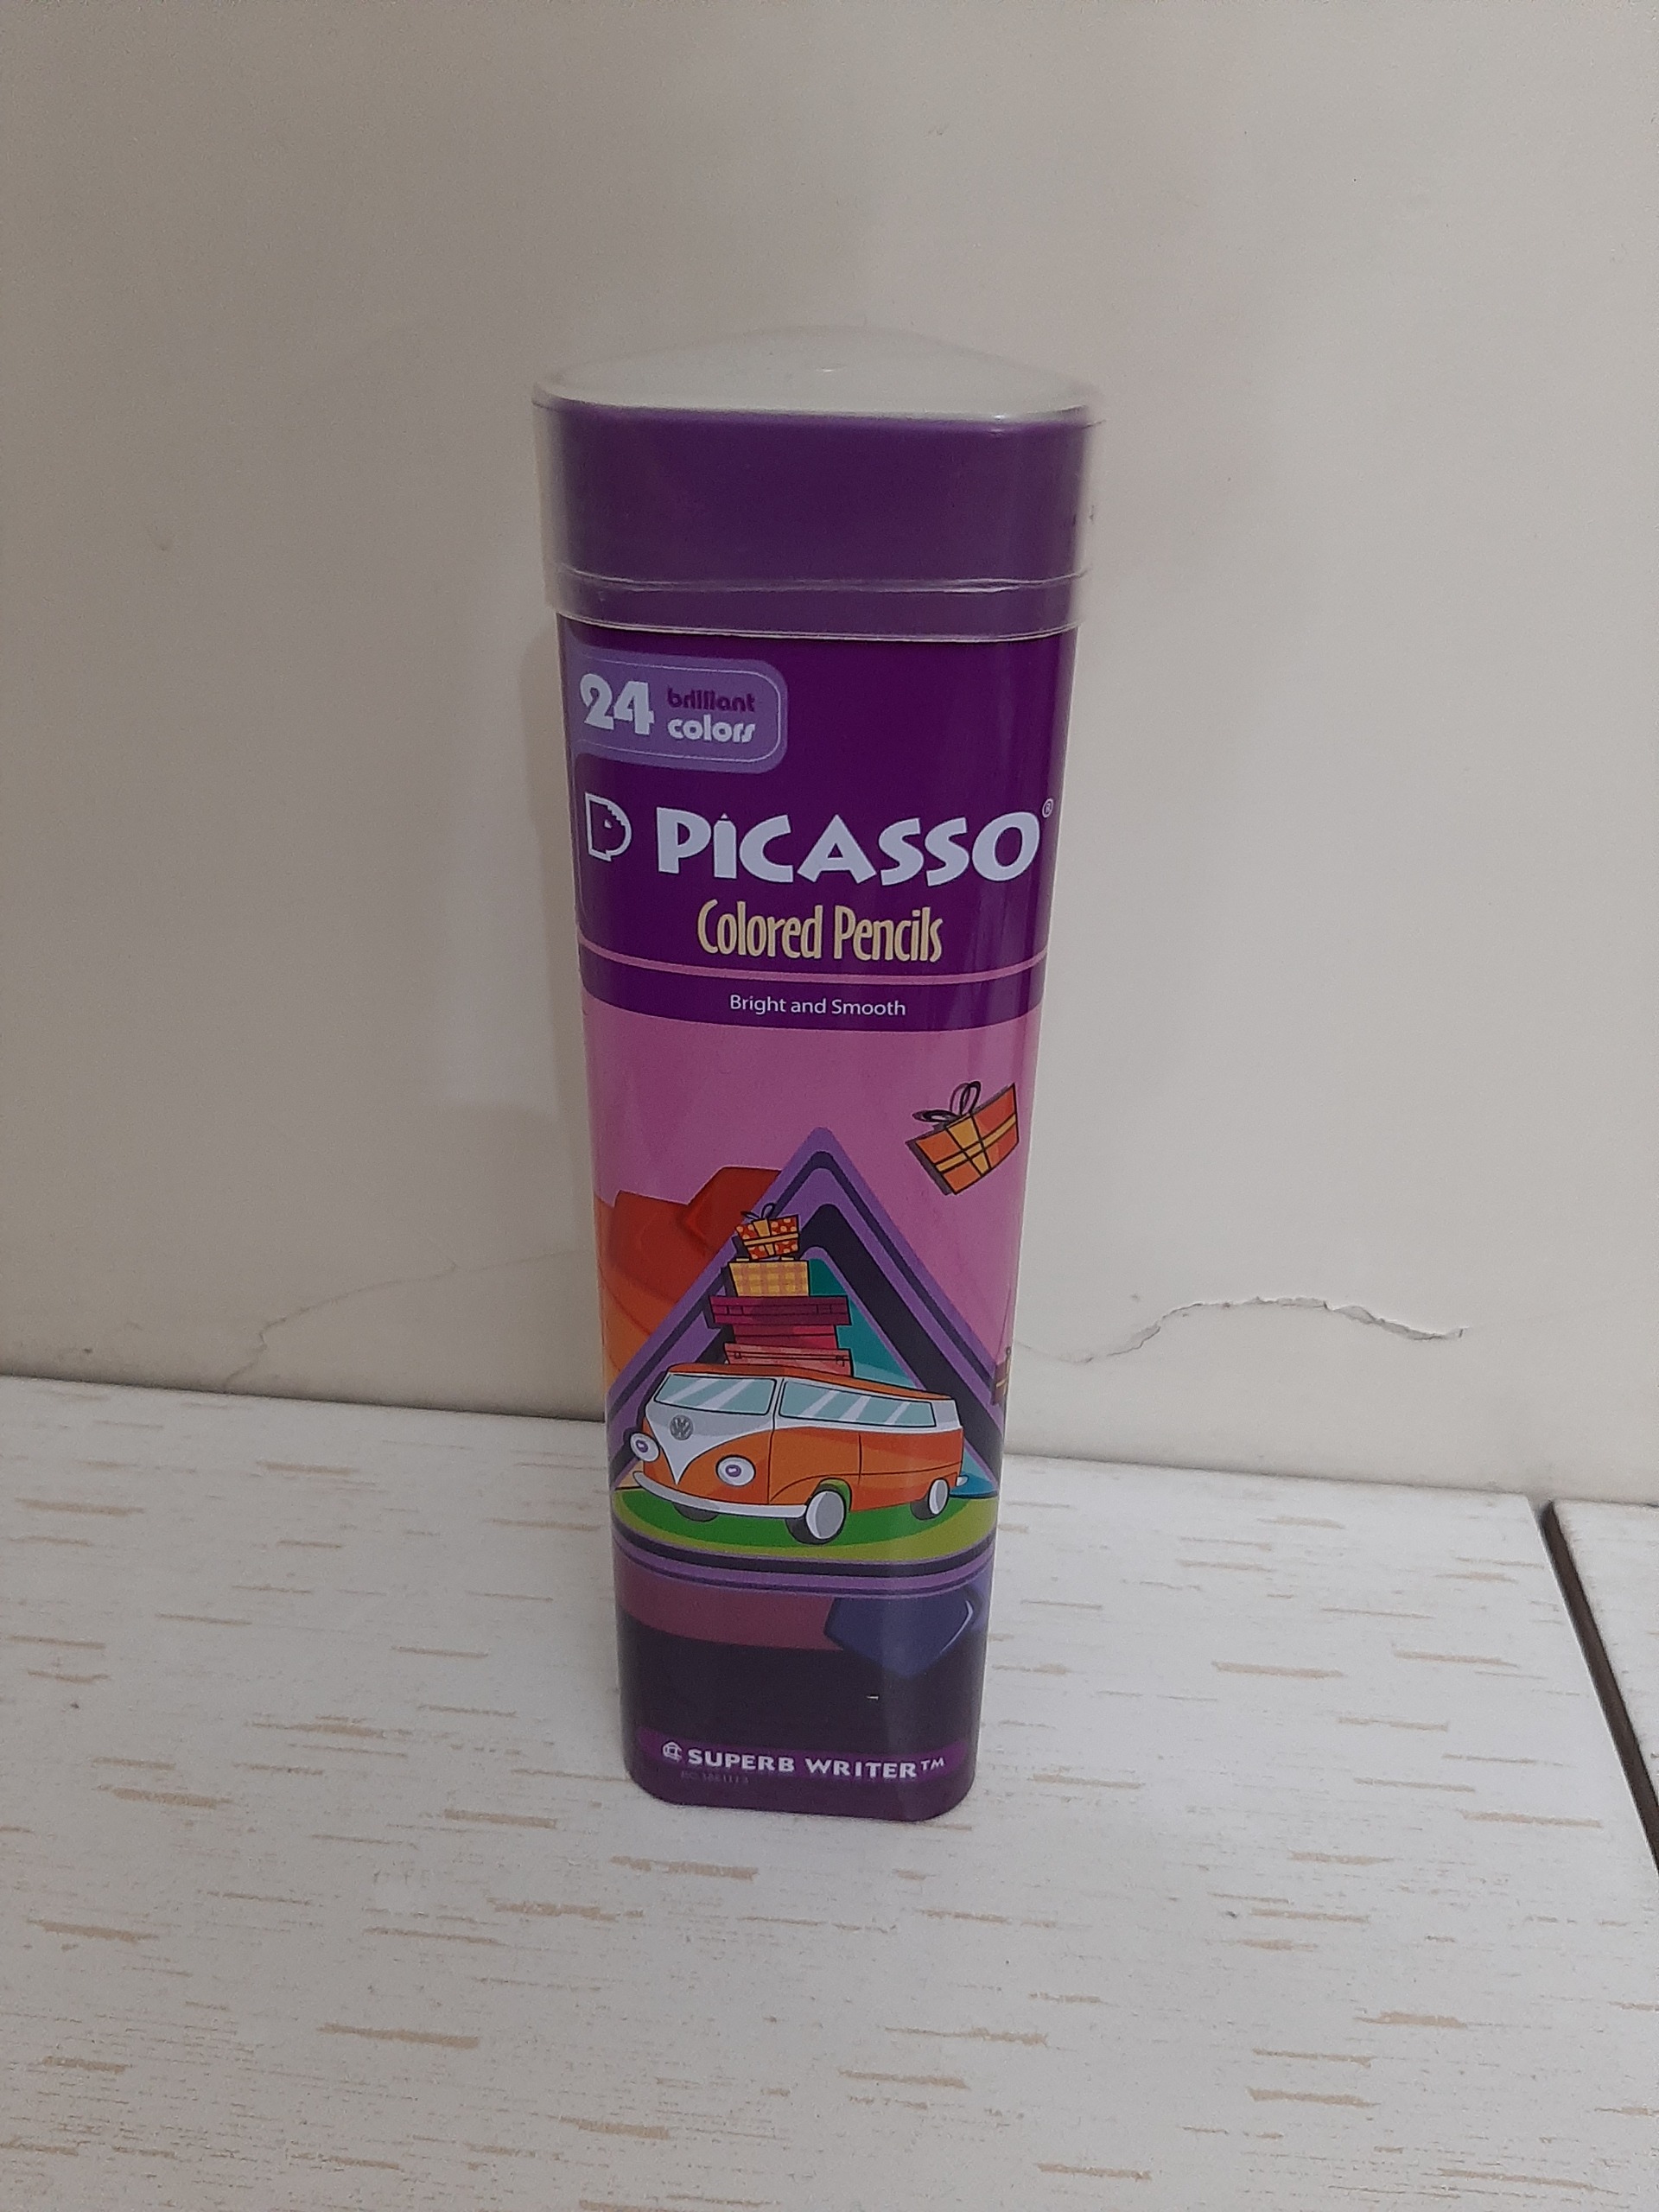 24 brilliant
colors
PiCASSO®
Colored Pencils
Bright and Smooth
SUPERB WRITER™